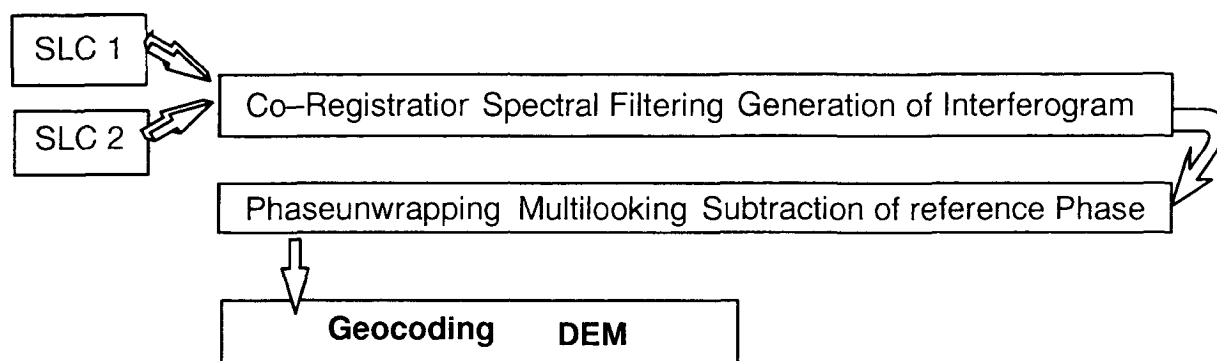 SLC 1
SLC 2
Co–Registratior Spectral Filtering Generation of Interferogram
Phaseunwrapping Multilooking Subtraction of reference Phase
Geocoding DEM